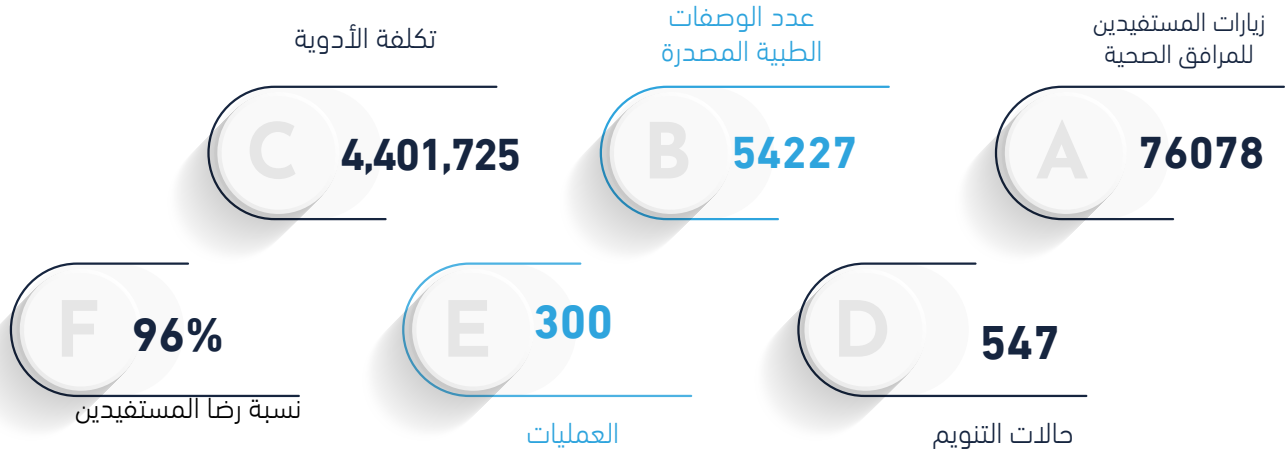 زيارات المستفيدين
للمرافق الصحية
A
76078
عدد الوصفات
الطبية المصدرة
B
54227
تكلفة الأدوية
C
4,401,725
D
547
حالات التنويم
E
300
العمليات
F
96%
نسبة رضا المستفيدين